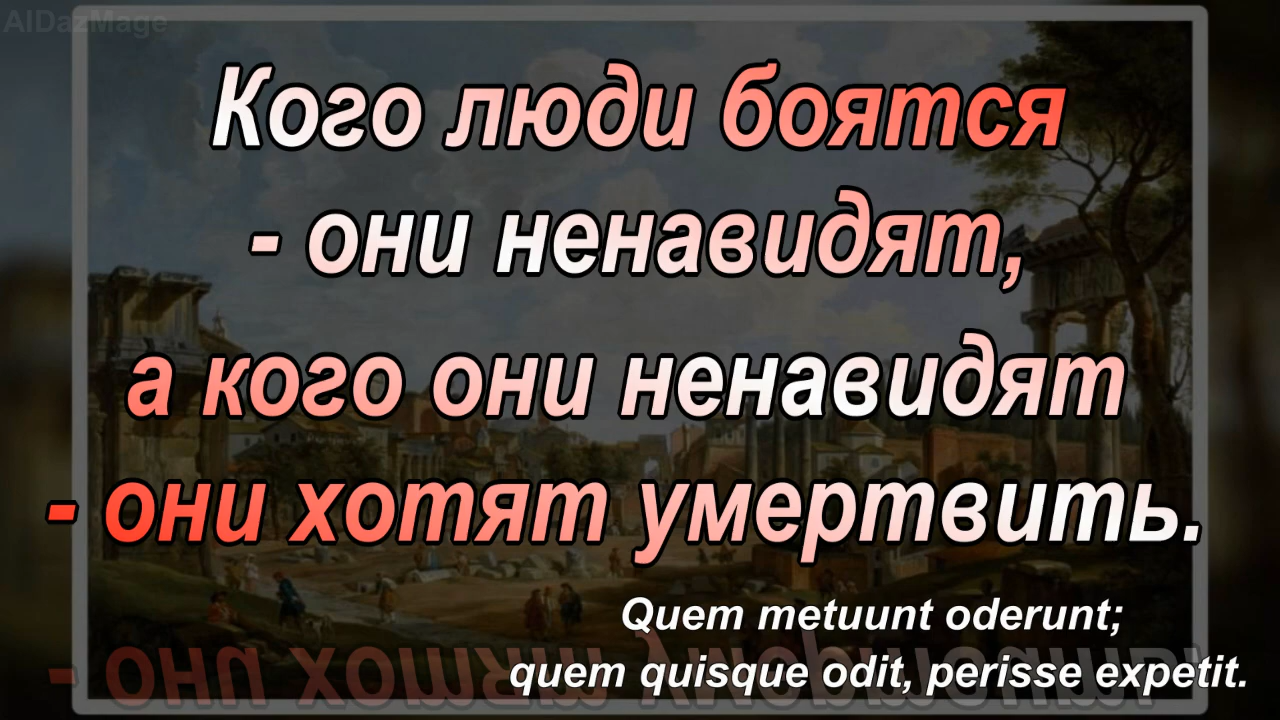 AIDazMage
Кого люди боятся
- они ненавидят,
а кого они ненавидят
- они хотят умертвить.
Quem metuunt oderunt;
quem quisque odit, perisse expetit.